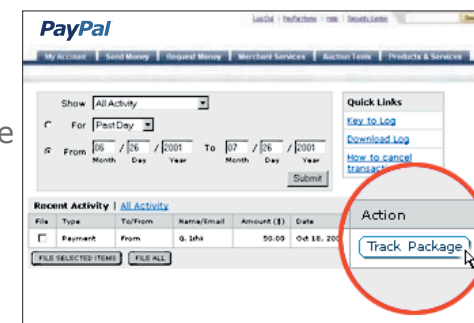 PayPal
Log Out | PayPal Home | Help | Security Center
My Account Send Money Request Money Merchant Services Auction Tools Products & Services
Show All Activity
Quick Links
e
For Past Day
Key to Log
From 06 / 26 / 2001 To 07 / 26 / 2001
Download Log
Month Day Year Month Day Year
How to cancel
Submit
Recent Activity | All Activity
Action
File Type To/From Name/Email Amount ($) Date
Payment From 50.00 Oct 18,
Track Package
FILE SELECTED ITEMS FILE ALL